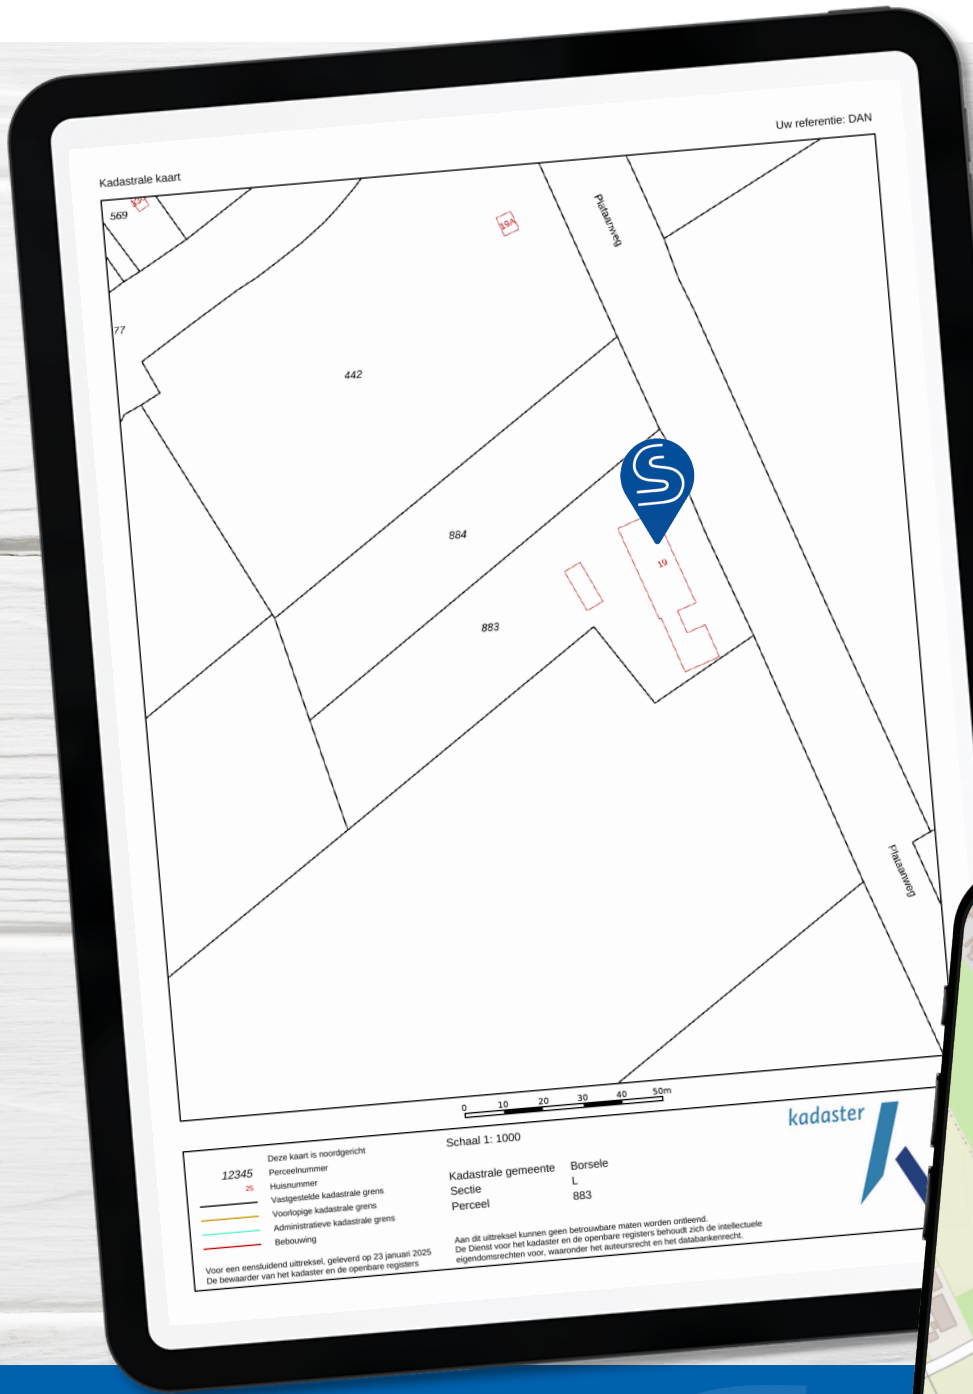 Uw referentie: DAN
Kadastrale kaart
569
19A
Plataanweg
77
442
884
19
883
Plataanweg
0 10 20 30 40 50m
Schaal 1: 1000
kadaster
Deze kaart is noordgericht
12345 Perceelnummer
25 Huisnummer
Vastgestelde kadastrale grens
Voorlopige kadastrale grens
Administratieve kadastrale grens
Bebouwing
Voor een eensluidend uittreksel, geleverd op 23 januari 2025
De bewaarder van het kadaster en de openbare registers
Kadastrale gemeente Borsele
Sectie L
Perceel 883
Aan dit uittreksel kunnen geen betrouwbare maten worden ontleend.
De Dienst voor het kadaster en de openbare registers behoudt zich de intellectuele
eigendomsrechten voor, waaronder het auteursrecht en het databankenrecht.